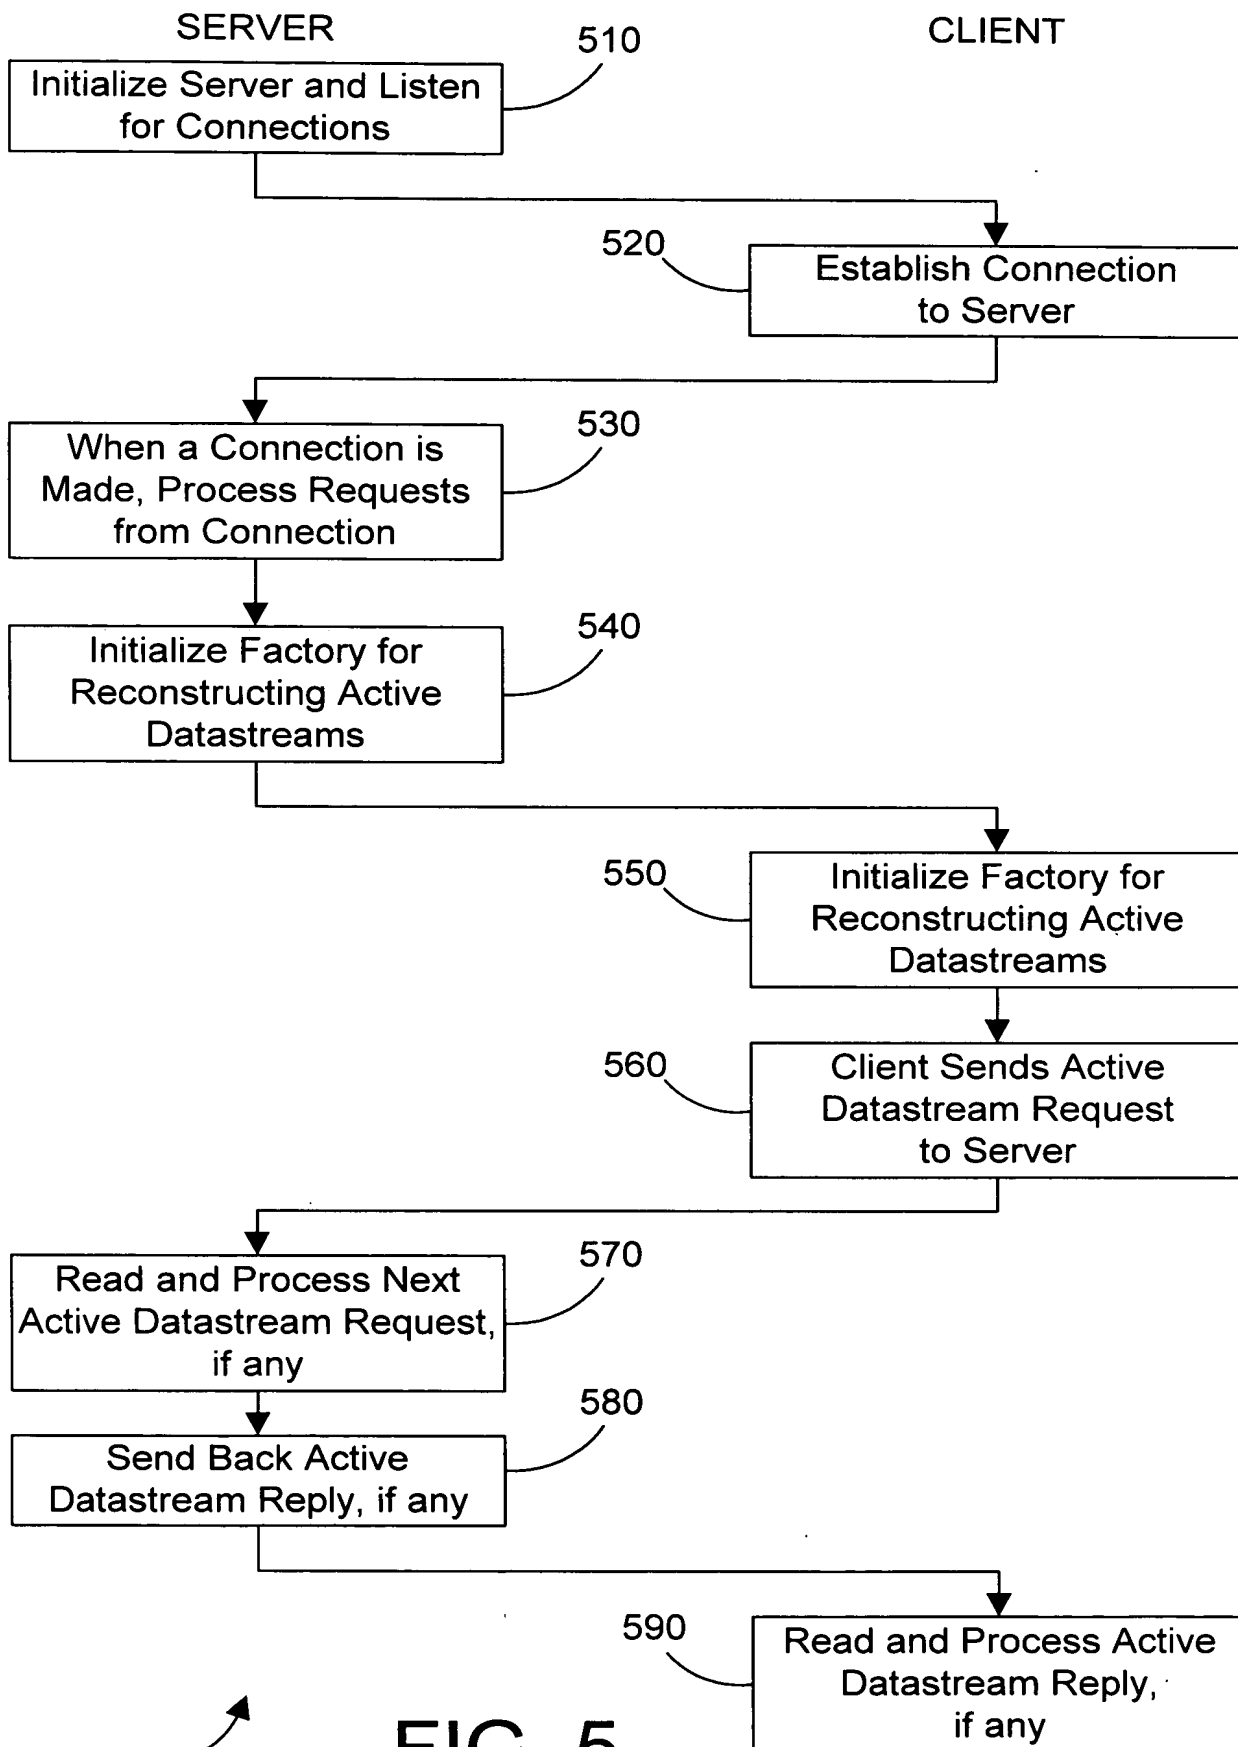 SERVER
CLIENT
510
Initialize Server and Listen
for Connections
520
Establish Connection
to Server
530
When a Connection is
Made, Process Requests
from Connection
540
Initialize Factory for
Reconstructing Active
Datastreams
550
Initialize Factory for
Reconstructing Active
Datastreams
560
Client Sends Active
Datastream Request
to Server
570
Read and Process Next
Active Datastream Request,
if any
580
Send Back Active
Datastream Reply, if any
590
Read and Process Active
Datastream Reply,
if any
FIG. 5